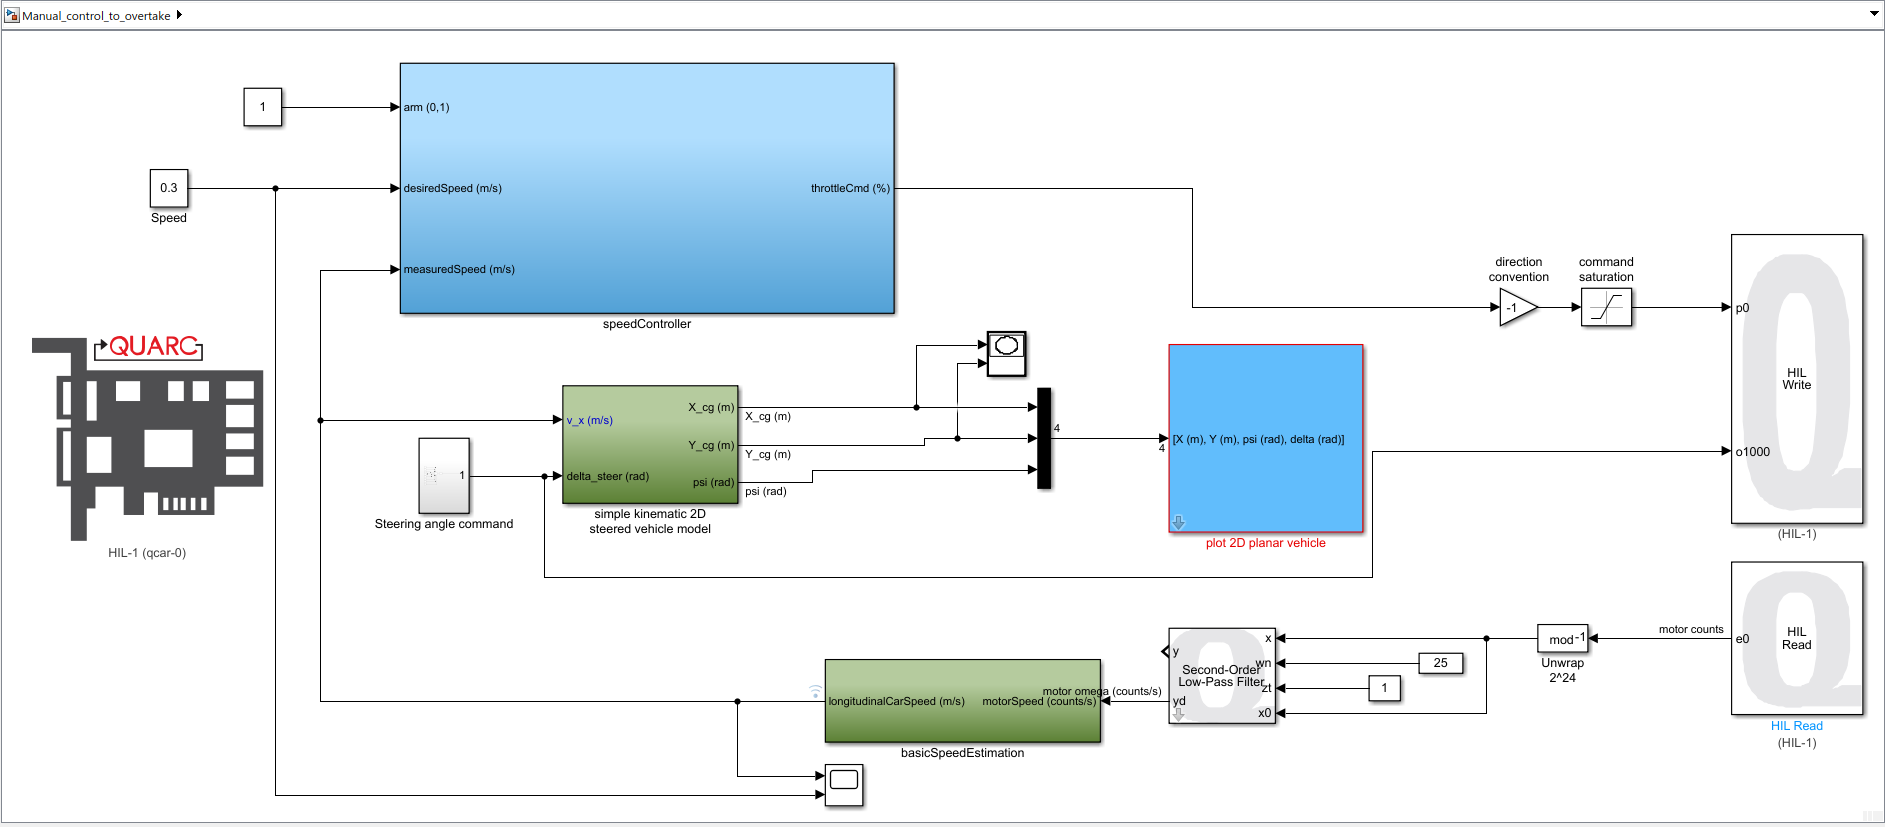 Manual_control_to_overtake
1
arm (0,1)
0.3
Speed
desiredSpeed (m/s)
throttleCmd (%)
measuredSpeed (m/s)
speedController
direction
convention
-1
command
saturation
p0
HIL
Write
o1000
(HIL-1)
QUARC
HIL-1 (qcar-0)
v_x (m/s)
delta_steer (rad)
X_cg (m)
Y_cg (m)
psi (rad)
X_cg (m)
Y_cg (m)
psi (rad)
simple kinematic 2D
steered vehicle model
1
Steering angle command
4
4
[X (m), Y (m), psi (rad), delta (rad)]
plot 2D planar vehicle
e0
HIL
Read
HIL Read
(HIL-1)
motor counts
mod-1
Unwrap
2^24
25
1
x
wn
zt
x0
y
yd
Second-Order
Low-Pass Filter
motor omega (counts/s)
longitudinalCarSpeed (m/s)
motorSpeed (counts/s)
basicSpeedEstimation